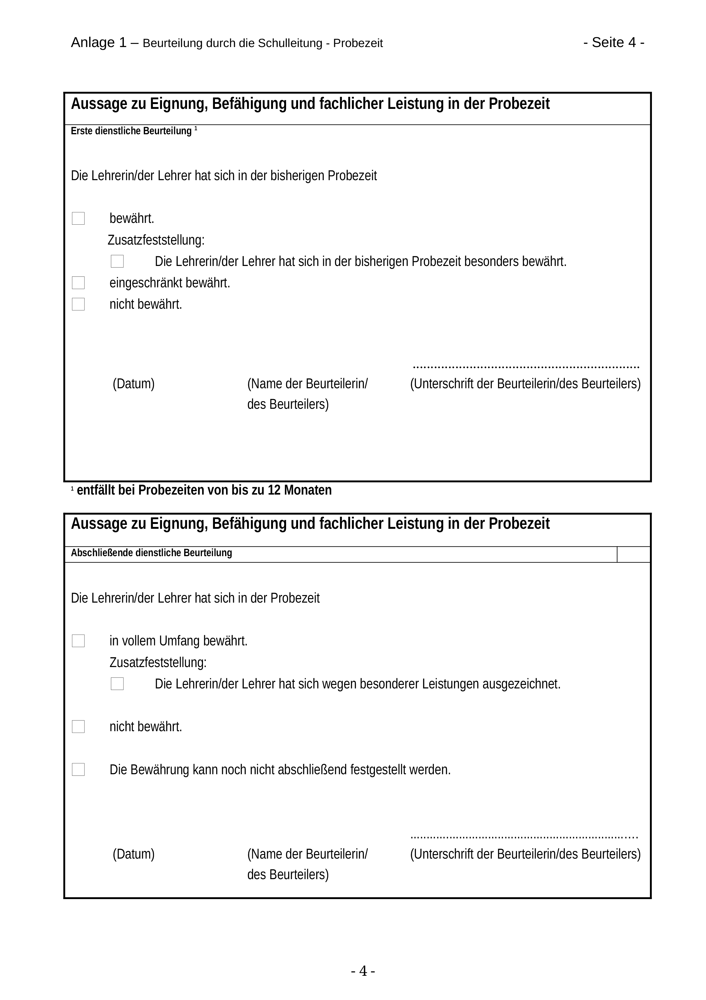 Anlage 1 – Beurteilung durch die Schulleitung - Probezeit - Seite 4 -
Aussage zu Eignung, Befähigung und fachlicher Leistung in der Probezeit
Erste dienstliche Beurteilung 1
Die Lehrerin/der Lehrer hat sich in der bisherigen Probezeit
bewährt.
Zusatzfeststellung:
Die Lehrerin/der Lehrer hat sich in der bisherigen Probezeit besonders bewährt.
eingeschränkt bewährt.
nicht bewährt.
................................................................
(Datum) (Name der Beurteilerin/ (Unterschrift der Beurteilerin/des Beurteilers)
des Beurteilers)
1 entfällt bei Probezeiten von bis zu 12 Monaten
Aussage zu Eignung, Befähigung und fachlicher Leistung in der Probezeit
Abschließende dienstliche Beurteilung
Die Lehrerin/der Lehrer hat sich in der Probezeit
in vollem Umfang bewährt.
Zusatzfeststellung:
Die Lehrerin/der Lehrer hat sich wegen besonderer Leistungen ausgezeichnet.
nicht bewährt.
Die Bewährung kann noch nicht abschließend festgestellt werden.
......................................................................
(Datum) (Name der Beurteilerin/ (Unterschrift der Beurteilerin/des Beurteilers)
des Beurteilers)
- 4 -